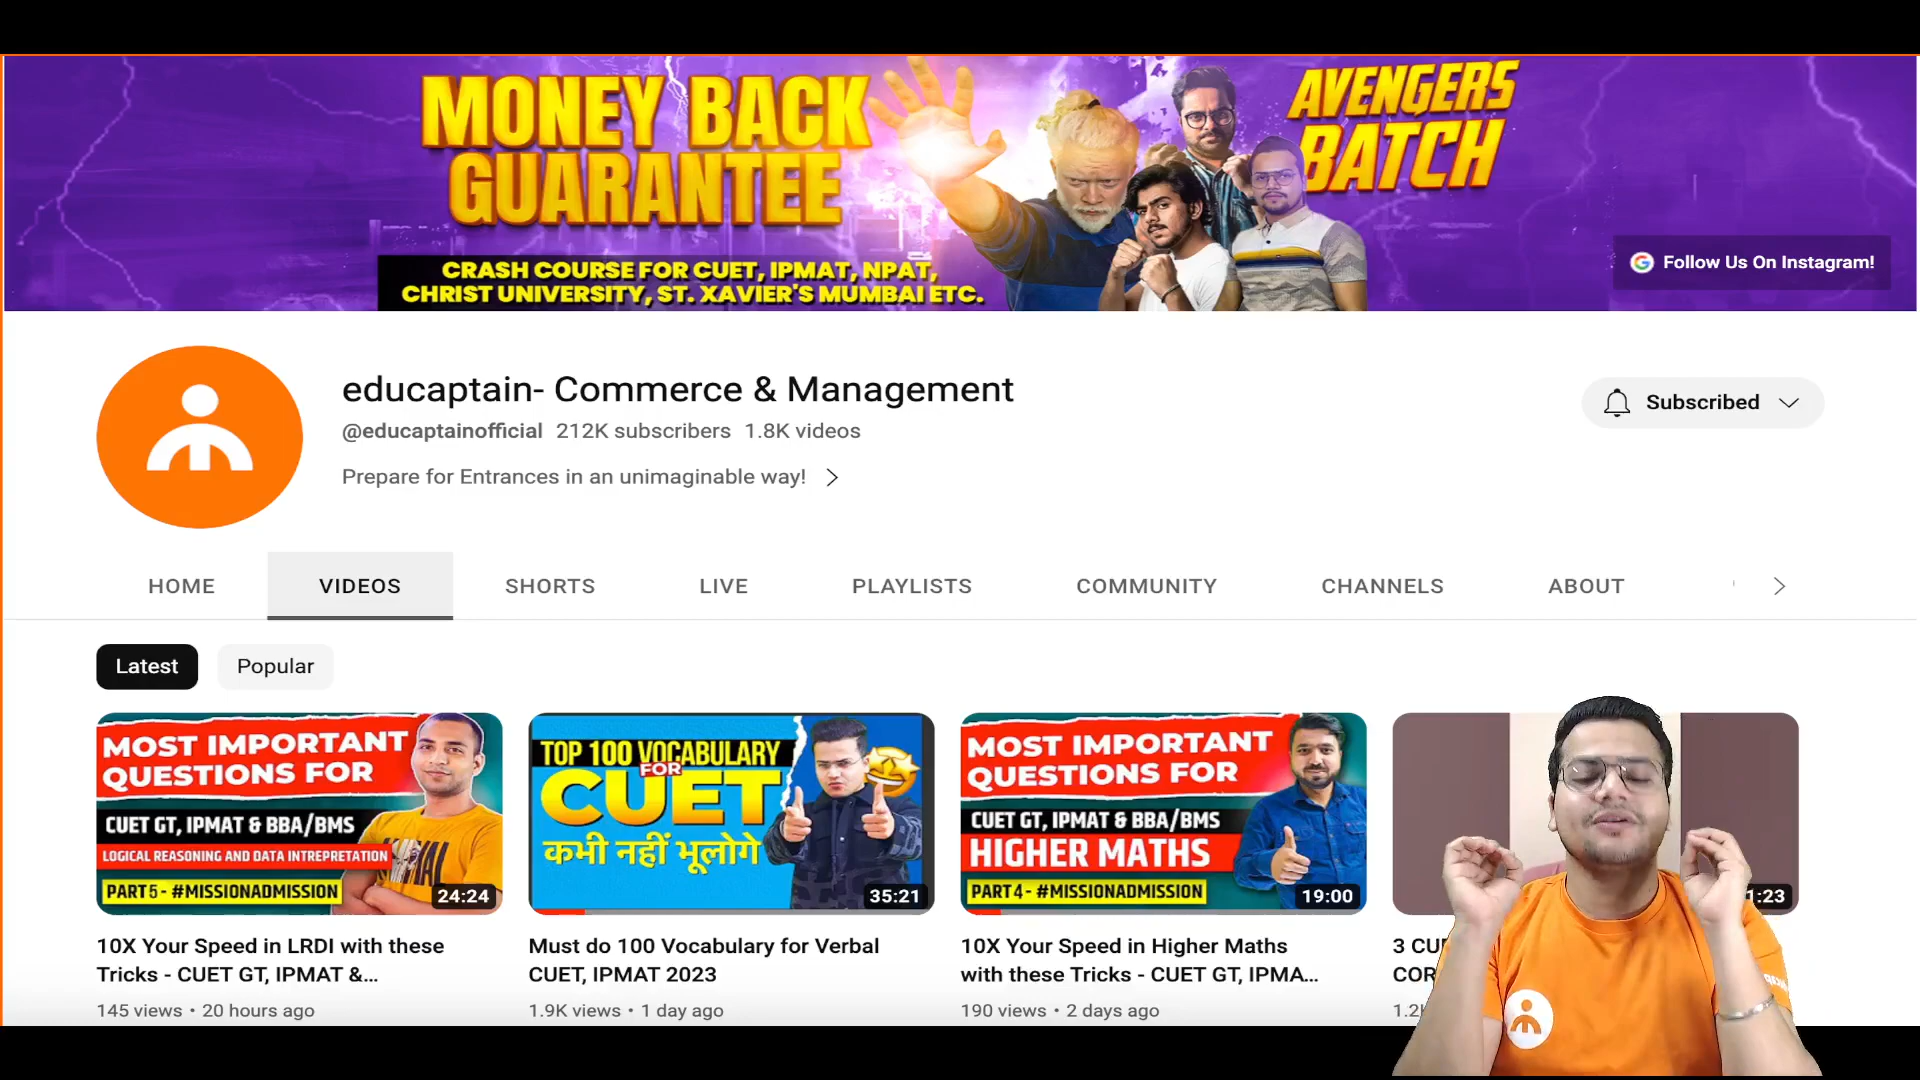 MONEY BACK
GUARANTEE
AVENGERS
BATCH
CRASH COURSE FOR CUET, IPMAT, NPAT,
CHRIST UNIVERSITY, ST. XAVIER'S MUMBAI ETC.
Follow Us On Instagram!
educaptain- Commerce & Management
@educaptainofficial 212K subscribers 1.8K videos
Prepare for Entrances in an unimaginable way!
Subscribed
HOME VIDEOS SHORTS LIVE PLAYLISTS COMMUNITY CHANNELS ABOUT
Latest Popular
MOST IMPORTANT
QUESTIONS FOR
CUET GT, IPMAT & BBA/BMS
LOGICAL REASONING AND DATA INTREPRETATION
PART 5 - #MISSIONADMISSION
24:24
TOP 100 VOCABULARY
FOR
CUET
कभी नहीं भूलोगे
35:21
MOST IMPORTANT
QUESTIONS FOR
CUET GT, IPMAT & BBA/BMS
HIGHER MATHS
PART 4 - #MISSIONADMISSION
19:00
1:23
10X Your Speed in LRDI with these
Tricks - CUET GT, IPMAT &...
145 views • 20 hours ago
Must do 100 Vocabulary for Verbal
CUET, IPMAT 2023
1.9K views • 1 day ago
10X Your Speed in Higher Maths
with these Tricks - CUET GT, IPMA...
190 views • 2 days ago
3